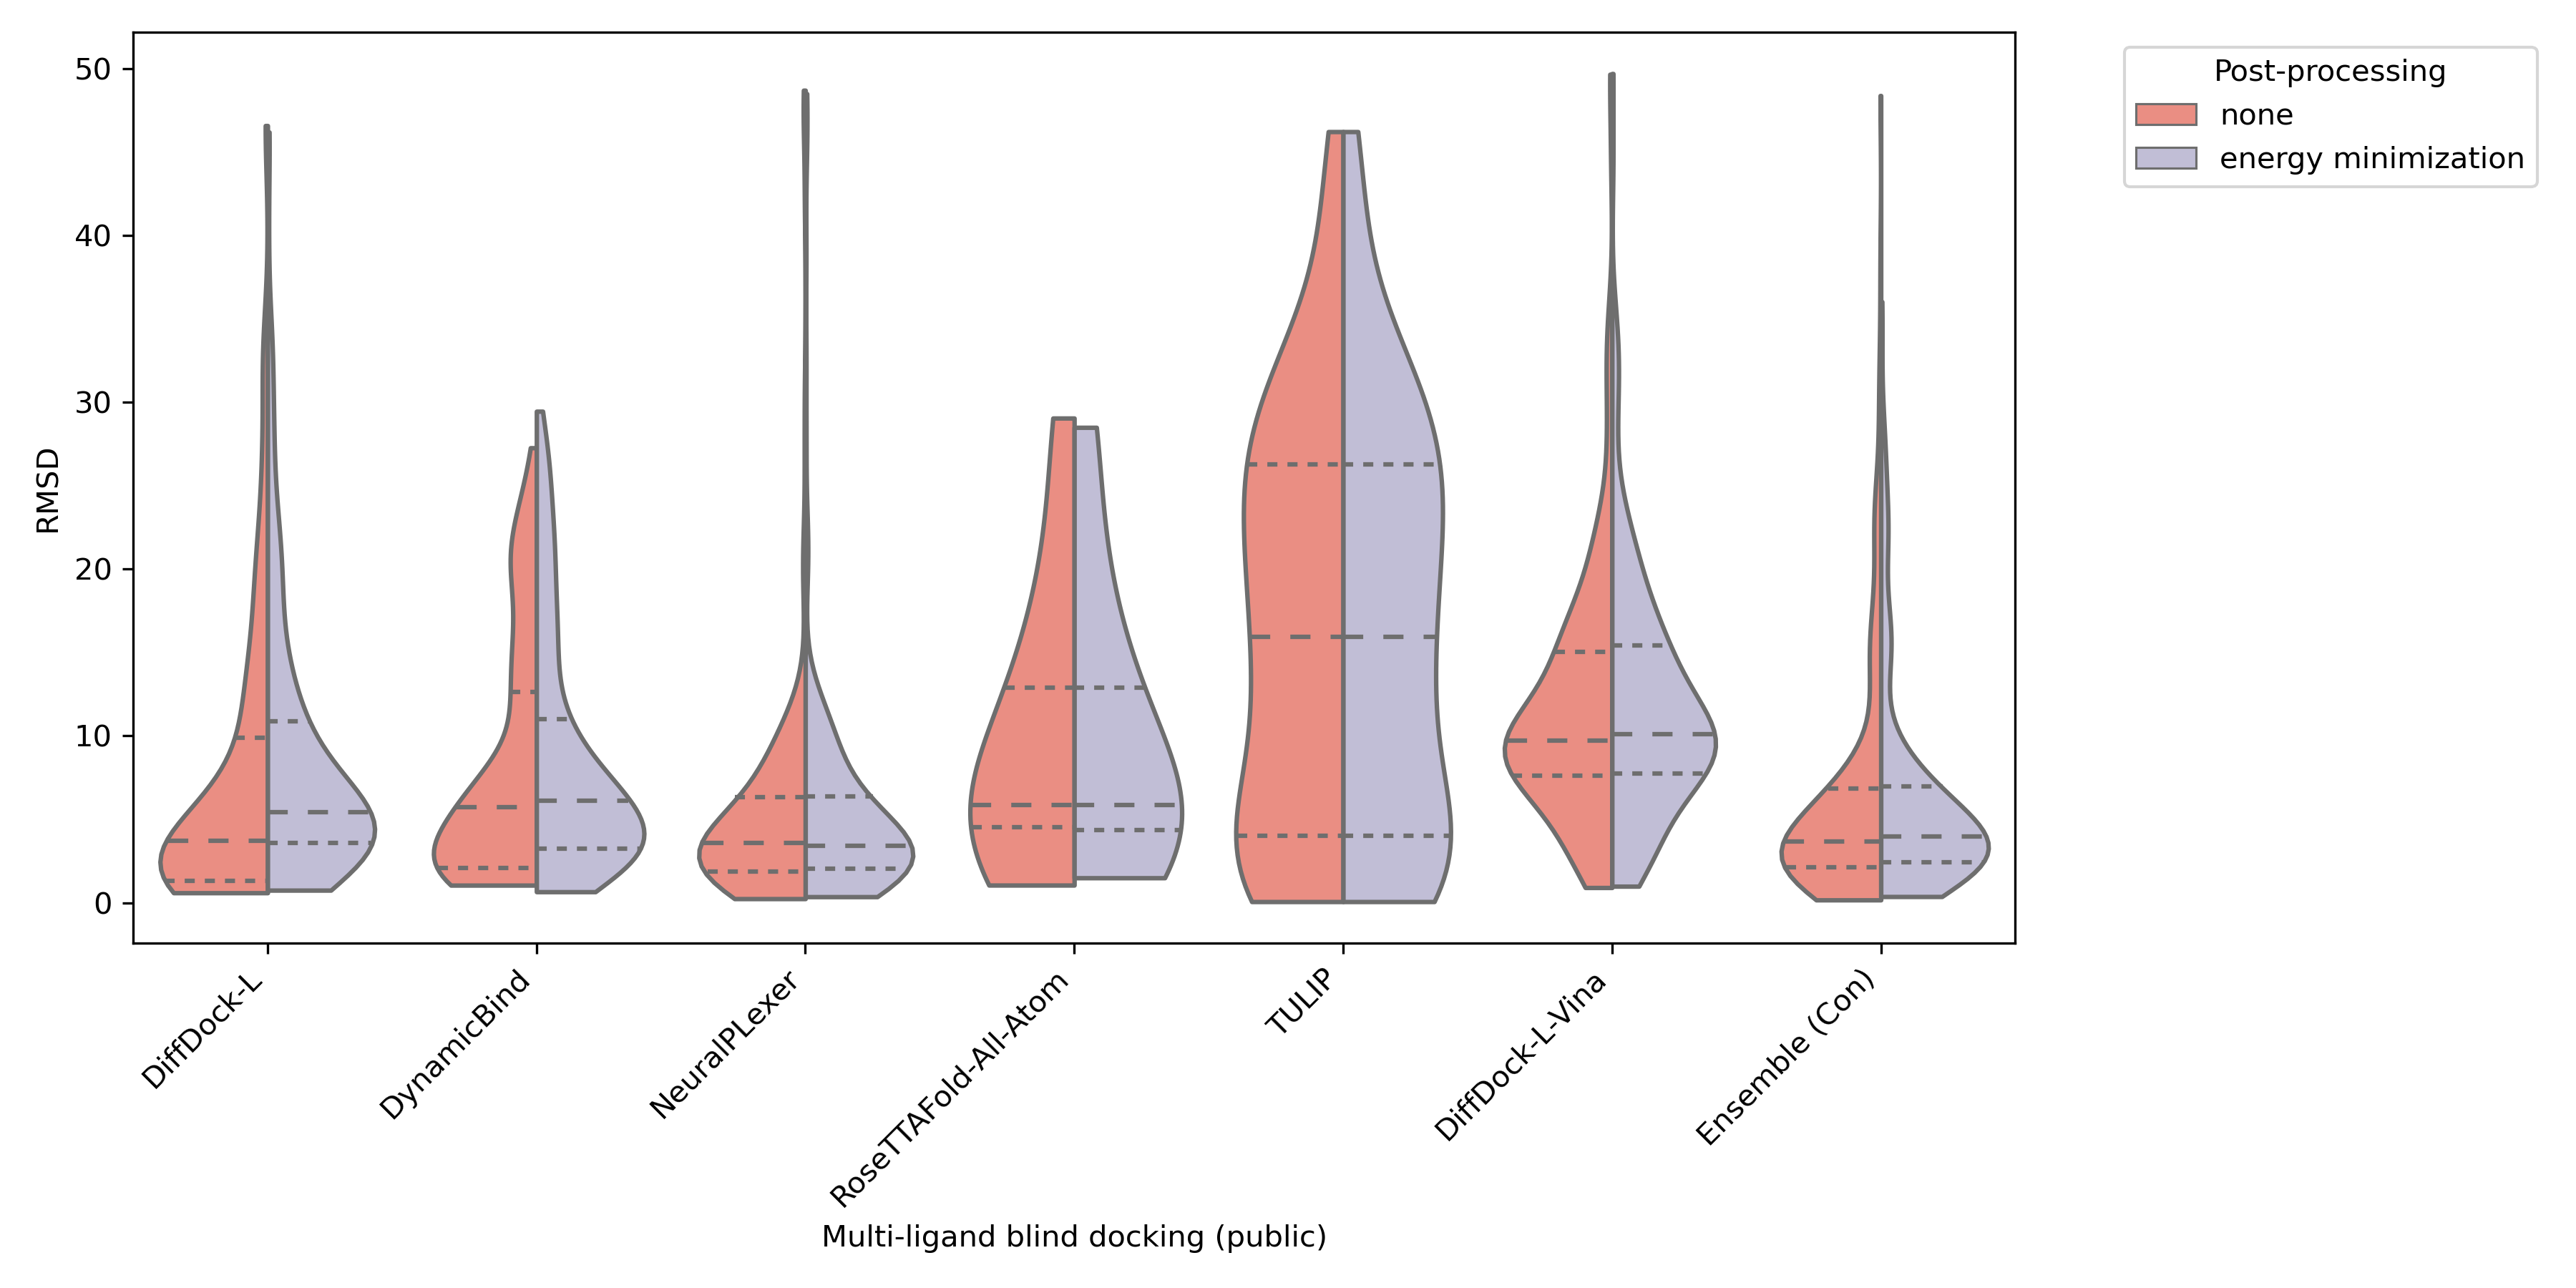 50
40
30
20
10
0
RMSD
DiffDock-L
DynamicBind
NeuralPLexer
RoseTTAFold-All-Atom
TULIP
DiffDock-L-Vina
Ensemble (Con)
Multi-ligand blind docking (public)
Post-processing
none
energy minimization